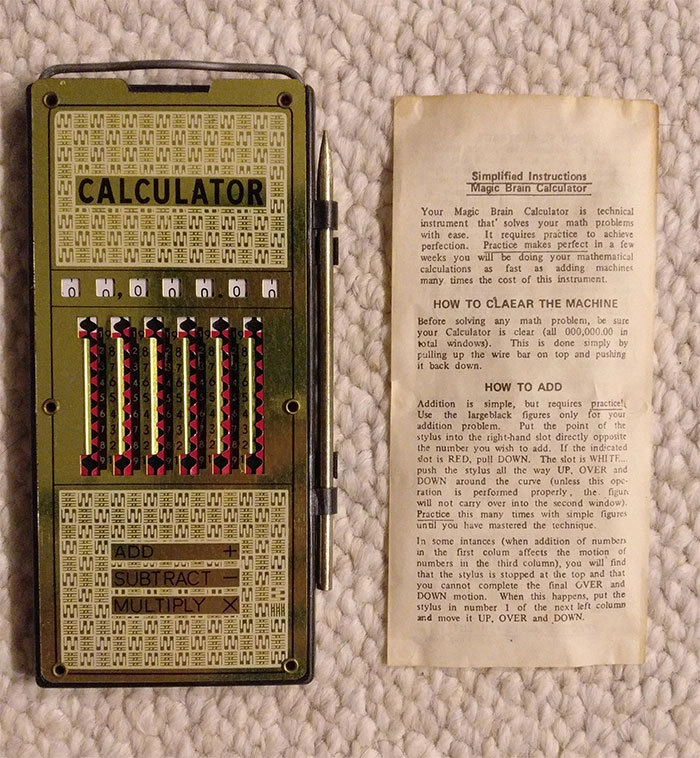 CALCULATOR
0 0,0 0 0.0 0
ADD +
SUBTRACT −
MULTIPLY X
Simplified Instructions
Magic Brain Calculator
Your Magic Brain Calculator is technical
instrument that solves your math problems
with ease. It requires practice to achieve
perfection. Practice makes perfect in a few
weeks you will be doing your mathematical
calculations as fast as adding machines
many times the cost of this instrument.
HOW TO CLAEAR THE MACHINE
Before solving any math problem, be sure
your Calculator is clear (all 000,000.00 in
total windows). This is done simply by
pulling up the wire bar on top and pushing
it back down.
HOW TO ADD
Addition is simple, but requires practice!
Use the largeblack figures only for your
addition problem. Put the point of the
stylus into the right-hand slot directly opposite
the number you wish to add. If the indicated
slot is RED, pull DOWN. The slot is WHITE...
push the stylus all the way UP, OVER and
DOWN around the curve (unless this ope-
ration is performed properly, the figure
will not carry over into the second window).
Practice this many times with simple figures
until you have mastered the technique.
In some intances (when addition of numbers
in the first colum affects the motion of
numbers in the third column), you will find
that the stylus is stopped at the top and that
you cannot complete the final OVER and
DOWN motion. When this happens, put the
stylus in number 1 of the next left column
and move it UP, OVER and DOWN.